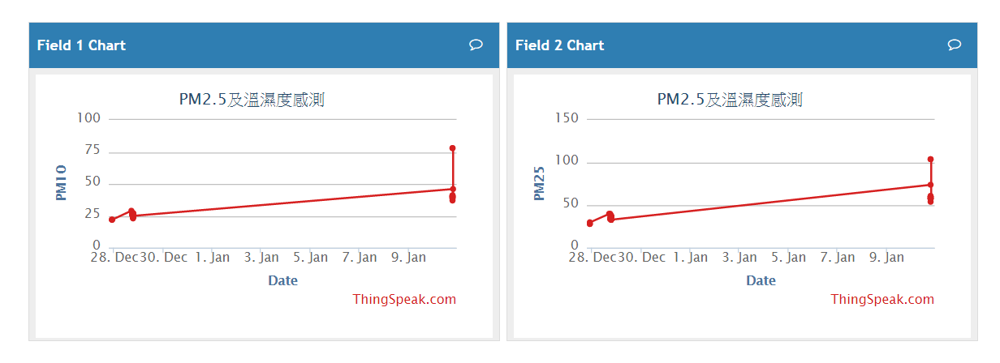 Field 1 Chart
PM2.5及溫濕度感測
100
75
50
25
0
PM10
28. Dec 30. Dec 1. Jan 3. Jan 5. Jan 7. Jan 9. Jan
Date
ThingSpeak.com
Field 2 Chart
PM2.5及溫濕度感測
150
100
50
0
PM25
28. Dec 30. Dec 1. Jan 3. Jan 5. Jan 7. Jan 9. Jan
Date
ThingSpeak.com